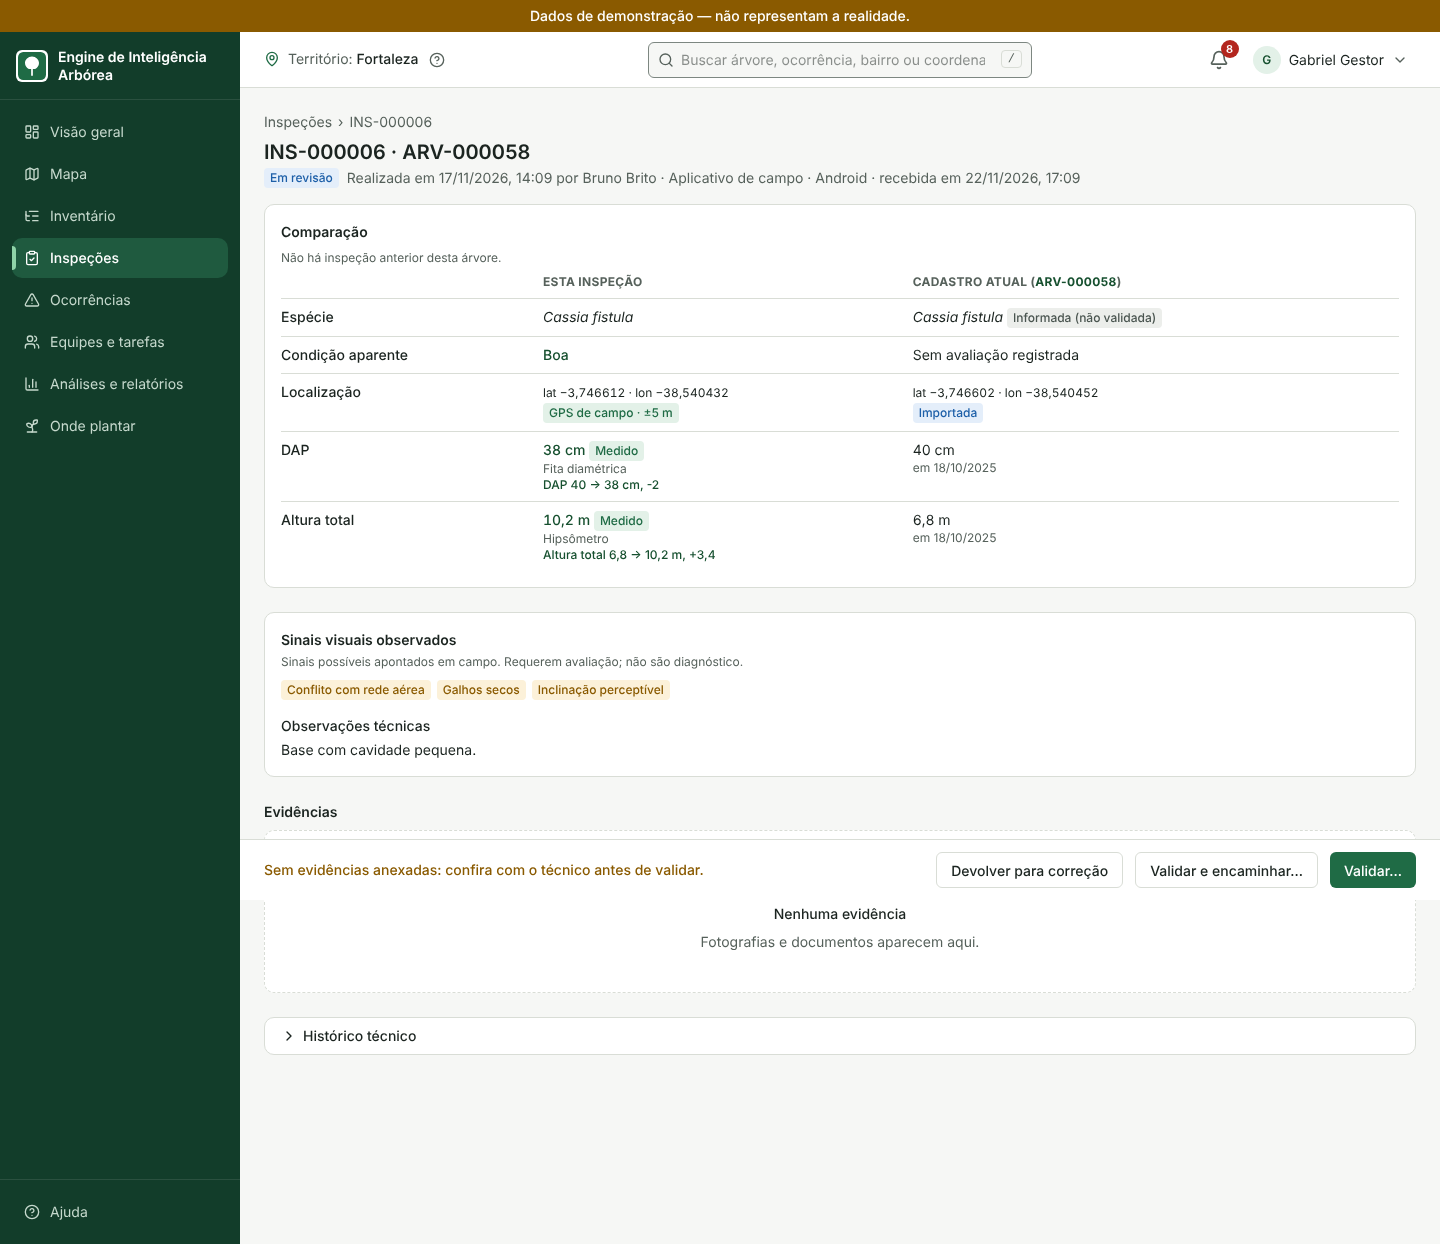 Dados de demonstração — não representam a realidade.
Engine de Inteligência
Arbórea
Território: Fortaleza
Buscar árvore, ocorrência, bairro ou coordena
/
8
G
Gabriel Gestor
Visão geral
Mapa
Inventário
Inspeções
Ocorrências
Equipes e tarefas
Análises e relatórios
Onde plantar
Ajuda
Inspeções › INS-000006
INS-000006 · ARV-000058
Em revisão Realizada em 17/11/2026, 14:09 por Bruno Brito · Aplicativo de campo · Android · recebida em 22/11/2026, 17:09
Comparação
Não há inspeção anterior desta árvore.
ESTA INSPEÇÃO CADASTRO ATUAL (ARV-000058)
Espécie Cassia fistula Cassia fistula Informada (não validada)
Condição aparente Boa Sem avaliação registrada
Localização lat −3,746612 · lon −38,540432 lat −3,746602 · lon −38,540452
GPS de campo · ±5 m Importada
DAP 38 cm Medido 40 cm
Fita diamétrica em 18/10/2025
DAP 40 → 38 cm, -2
Altura total 10,2 m Medido 6,8 m
Hipsômetro em 18/10/2025
Altura total 6,8 → 10,2 m, +3,4
Sinais visuais observados
Sinais possíveis apontados em campo. Requerem avaliação; não são diagnóstico.
Conflito com rede aérea Galhos secos Inclinação perceptível
Observações técnicas
Base com cavidade pequena.
Evidências
Sem evidências anexadas: confira com o técnico antes de validar. Devolver para correção Validar e encaminhar... Validar...
Nenhuma evidência
Fotografias e documentos aparecem aqui.
Histórico técnico